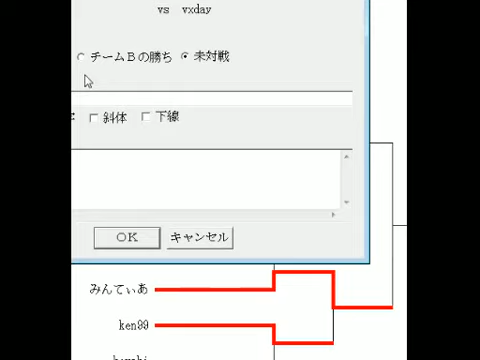 vs vxday
チームBの勝ち 未対戦
斜体 下線
OK キャンセル
みんてぃあ
ken99